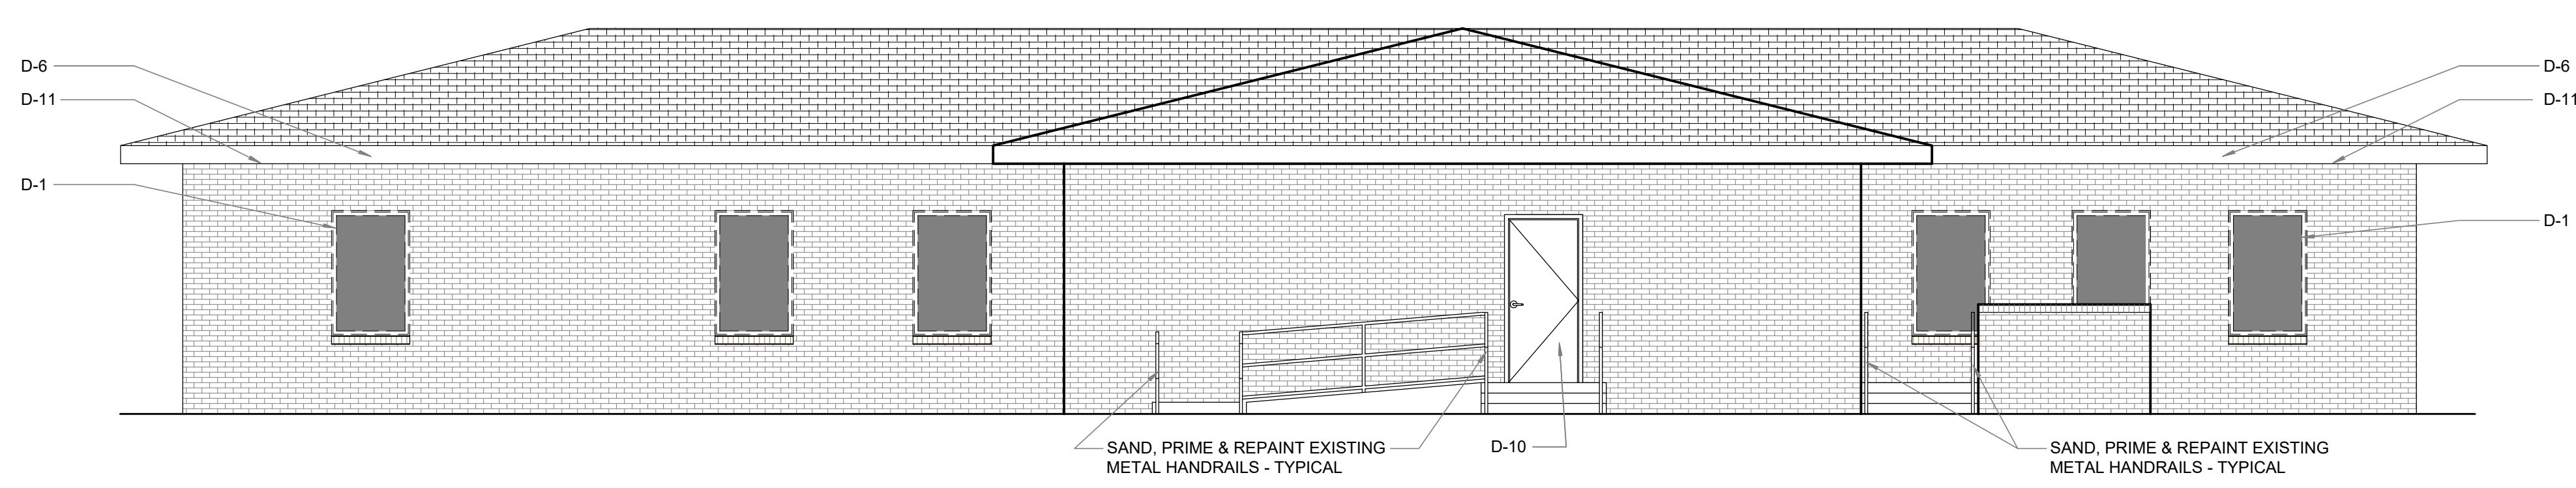 D-6
D-11
D-1
D-6
D-11
D-1
SAND, PRIME & REPAINT EXISTING
METAL HANDRAILS - TYPICAL
D-10
SAND, PRIME & REPAINT EXISTING
METAL HANDRAILS - TYPICAL